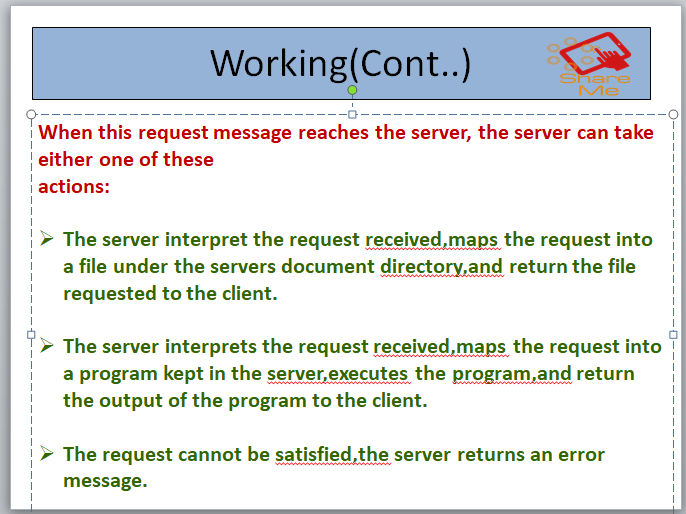 Working(Cont..)
Share
Me
When this request message reaches the server, the server can take
either one of these
actions:
The server interpret the request received,maps the request into
a file under the servers document directory,and return the file
requested to the client.
The server interprets the request received,maps the request into
a program kept in the server,executes the program,and return
the output of the program to the client.
The request cannot be satisfied,the server returns an error
message.